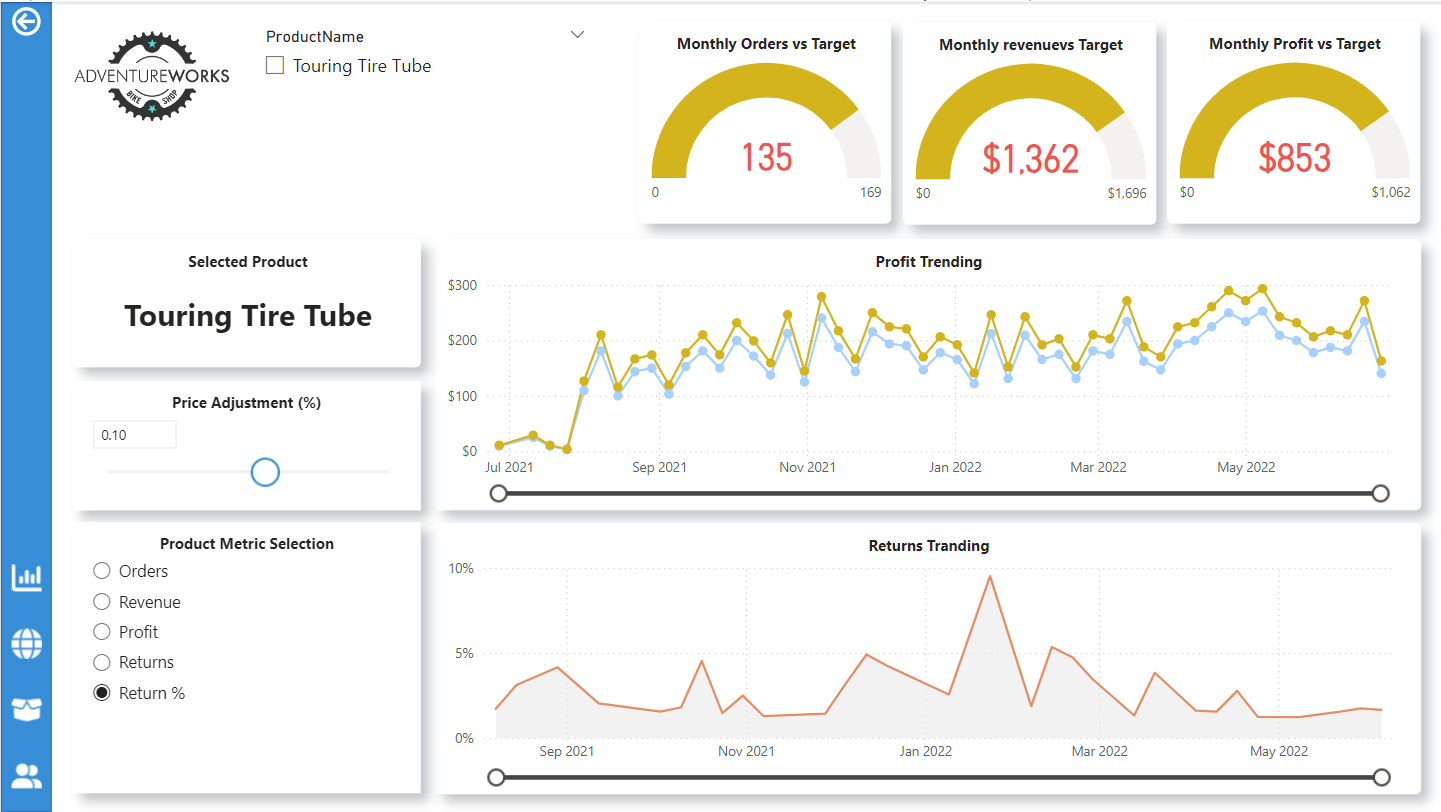 ADVENTUREWORKS
BIKE SHOP
ProductName
Touring Tire Tube
Monthly Orders vs Target
135
0
169
Monthly revenuevs Target
$1,362
$0
$1,696
Monthly Profit vs Target
$853
$0
$1,062
Selected Product
Touring Tire Tube
Price Adjustment (%)
0.10
Product Metric Selection
Orders
Revenue
Profit
Returns
Return %
Profit Trending
$300
$200
$100
$0
Jul 2021 Sep 2021 Nov 2021 Jan 2022 Mar 2022 May 2022
Returns Tranding
10%
5%
0%
Sep 2021 Nov 2021 Jan 2022 Mar 2022 May 2022